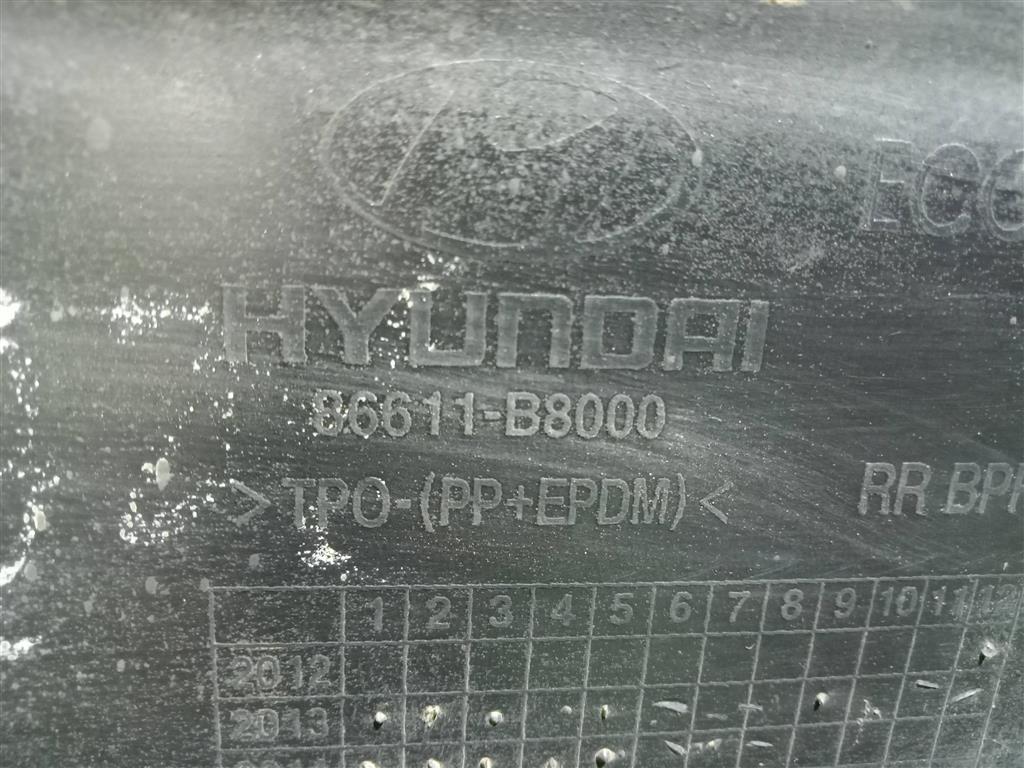 ECO
HYUNDAI
86611-B8000
>TPO-(PP+EPDM)<
RR BP
1 2 3 4 5 6 7 8 9 10 11 12
2012
2013